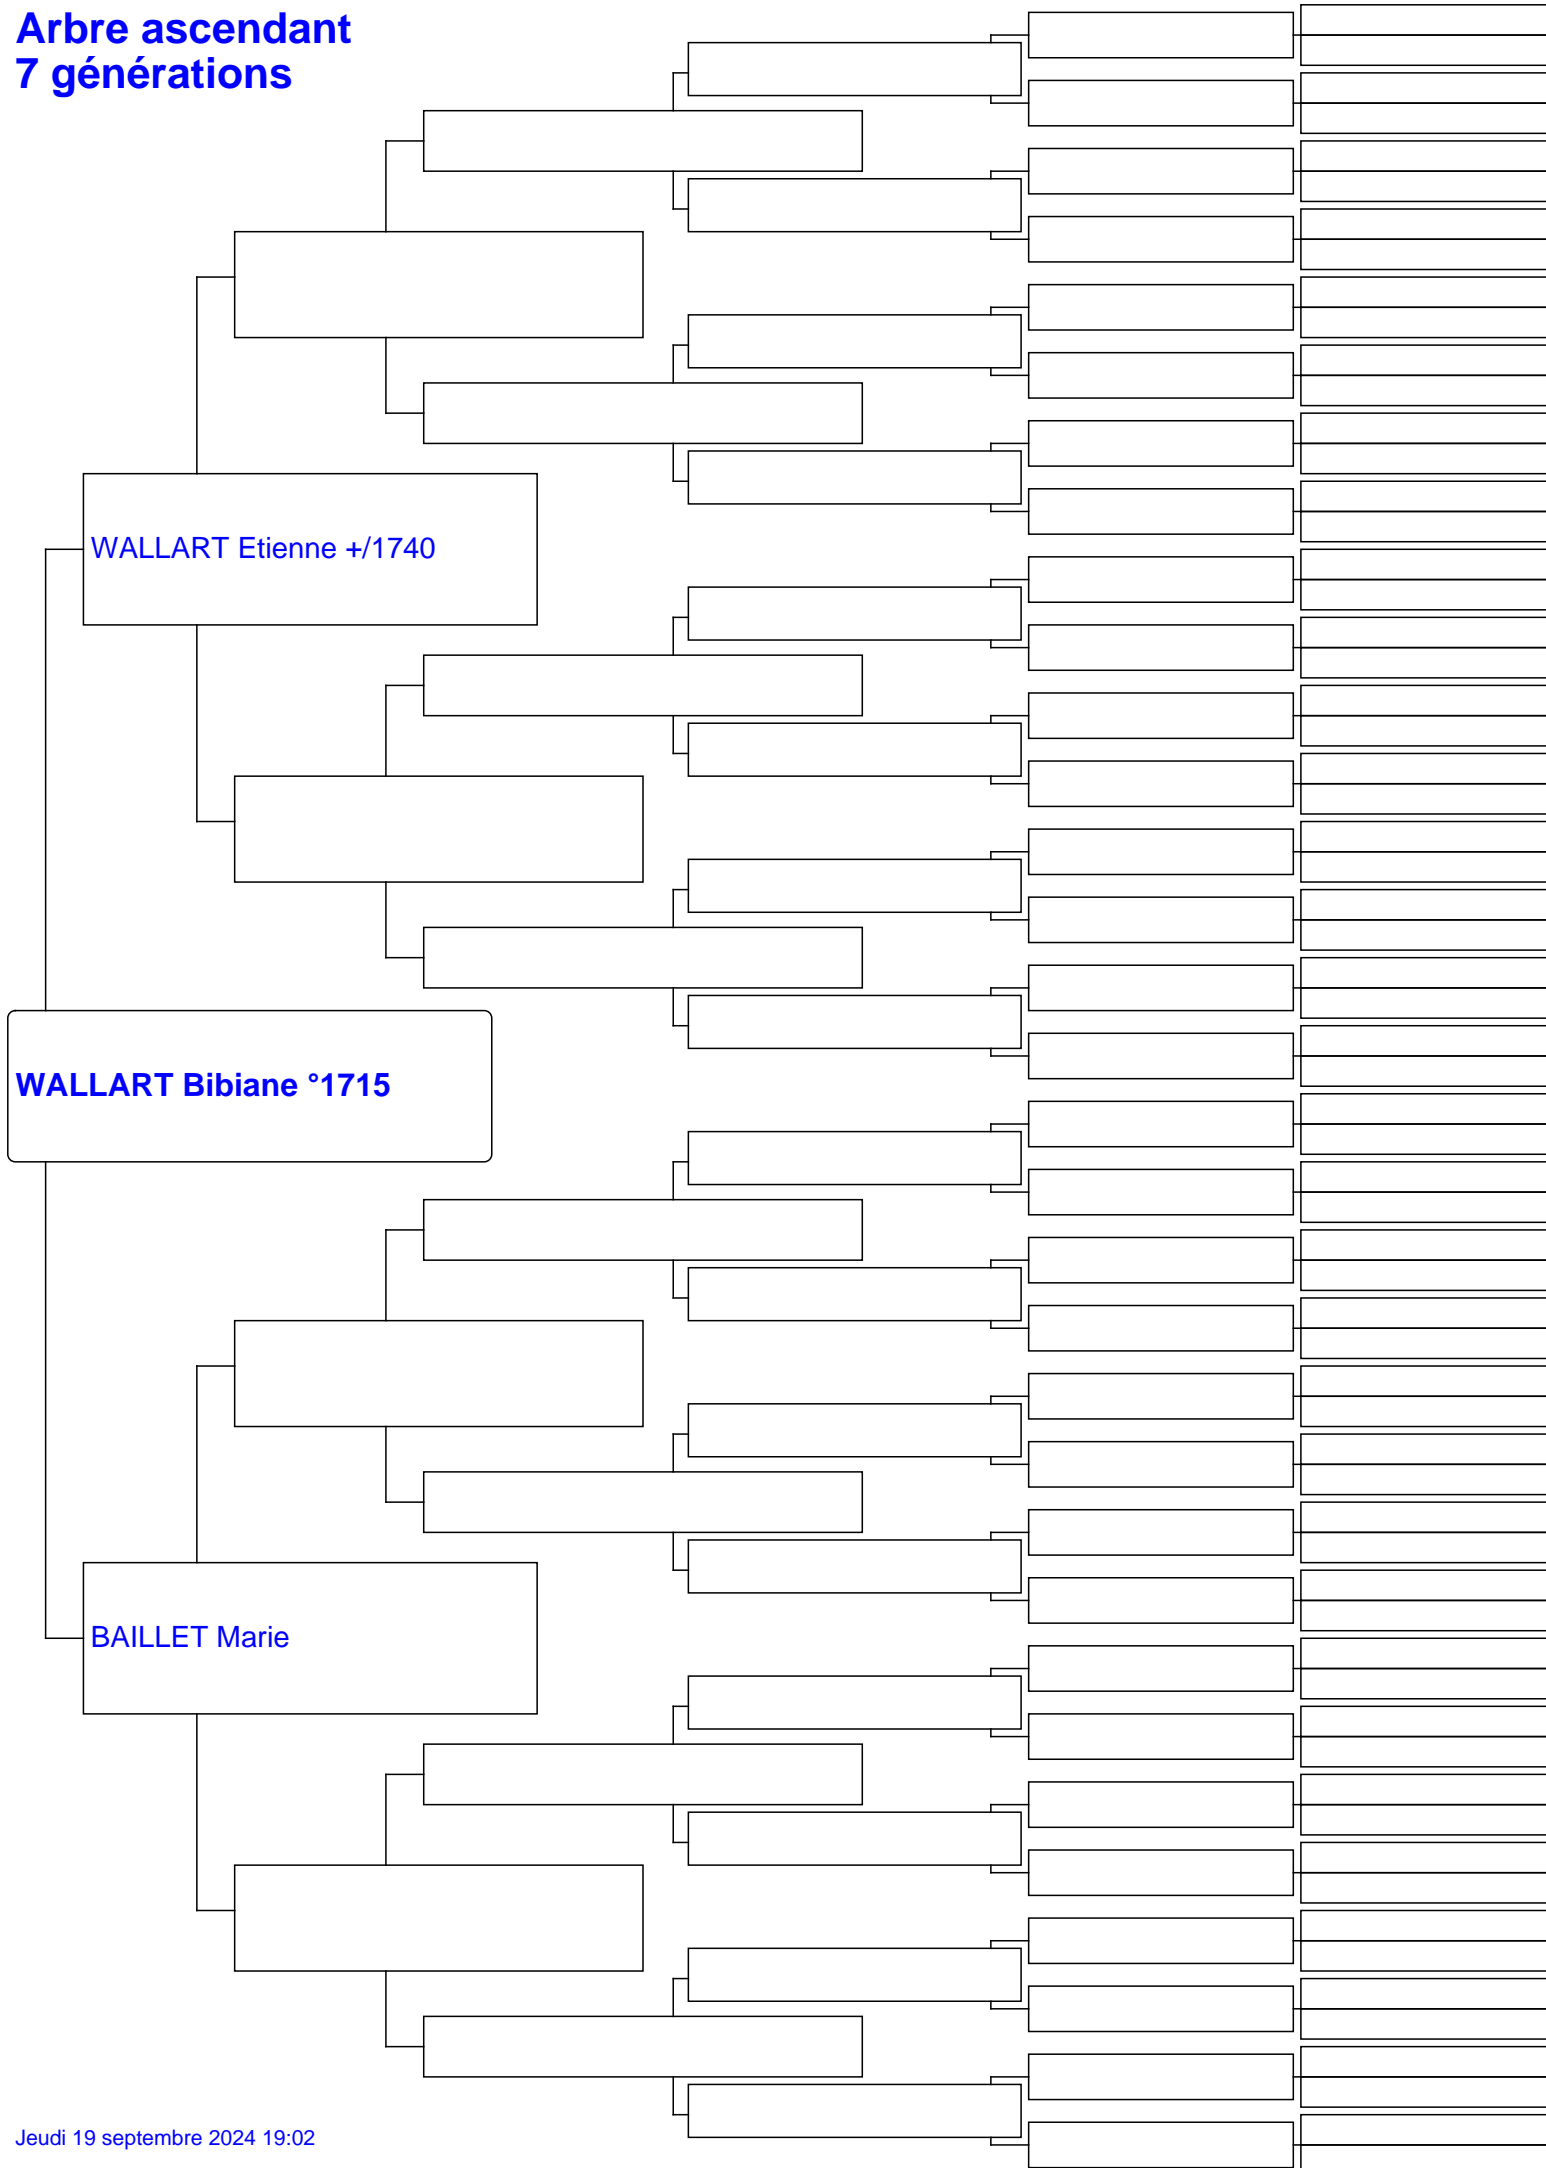 Arbre ascendant
7 générations
WALLART Etienne +/1740
WALLART Bibiane °1715
BAILLET Marie
Jeudi 19 septembre 2024 19:02